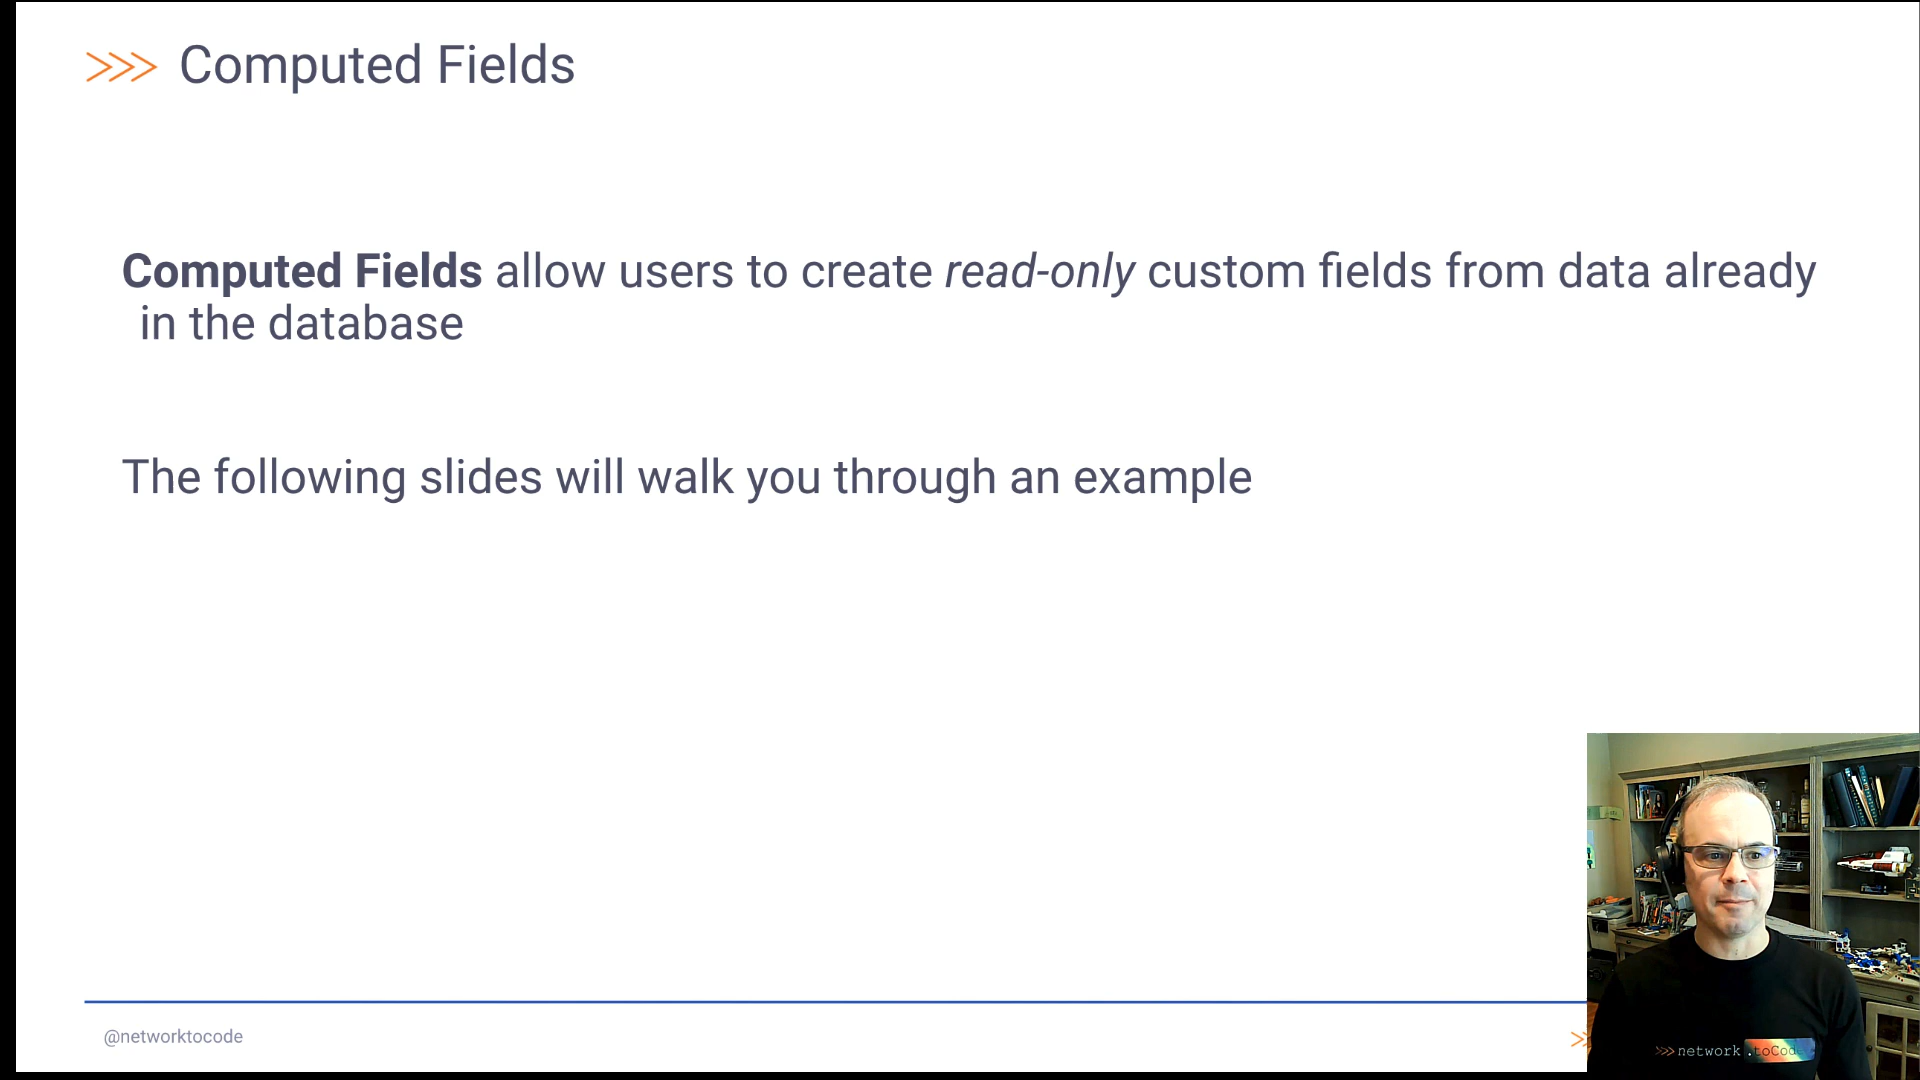 >>> Computed Fields
Computed Fields allow users to create read-only custom fields from data already
in the database
The following slides will walk you through an example
@networktocode
>>> network .toCode